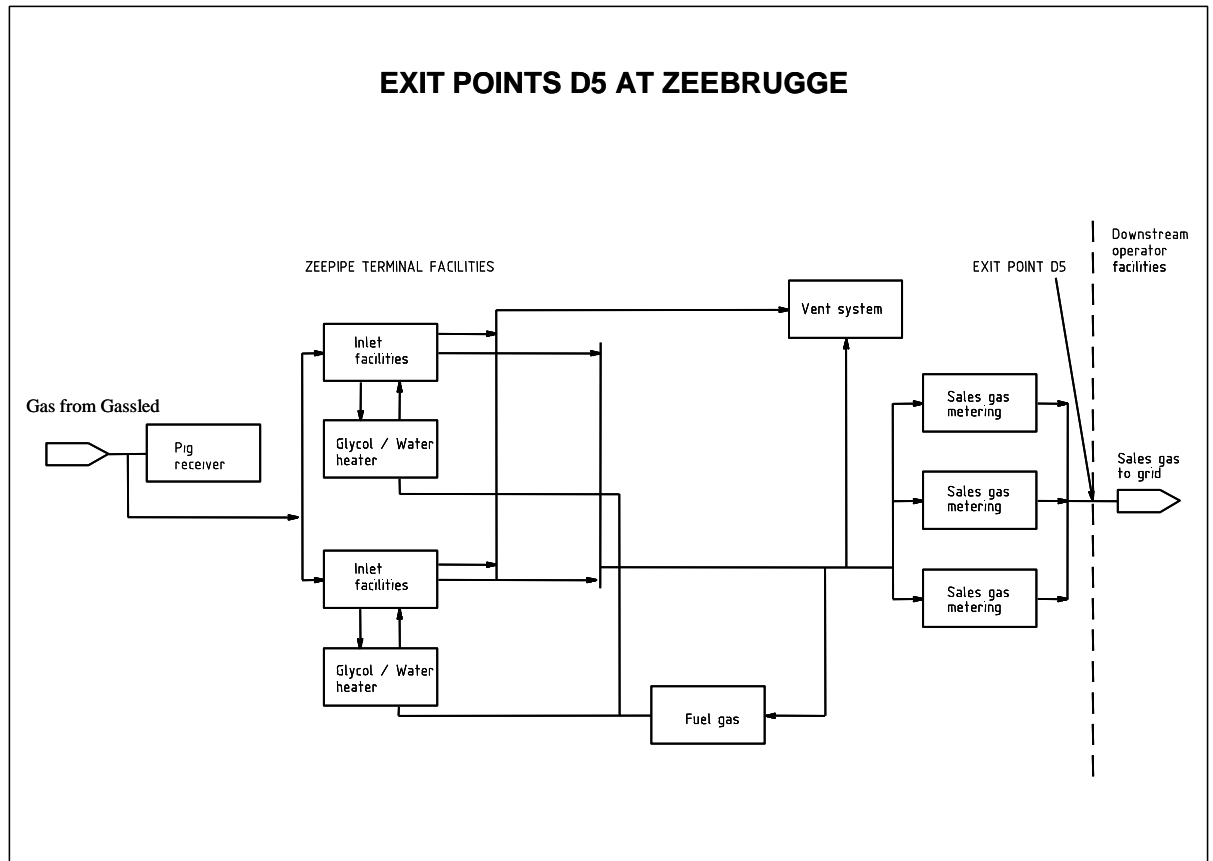 EXIT POINTS D5 AT ZEEBRUGGE
Downstream
operator
facilities
ZEEPIPE TERMINAL FACILITIES
EXIT POINT D5
Vent system
Inlet
facilities
Gas from Gassled
Pig
receiver
Glycol / Water
heater
Sales gas
metering
Sales gas
to grid
Sales gas
metering
Inlet
facilities
Sales gas
metering
Glycol / Water
heater
Fuel gas